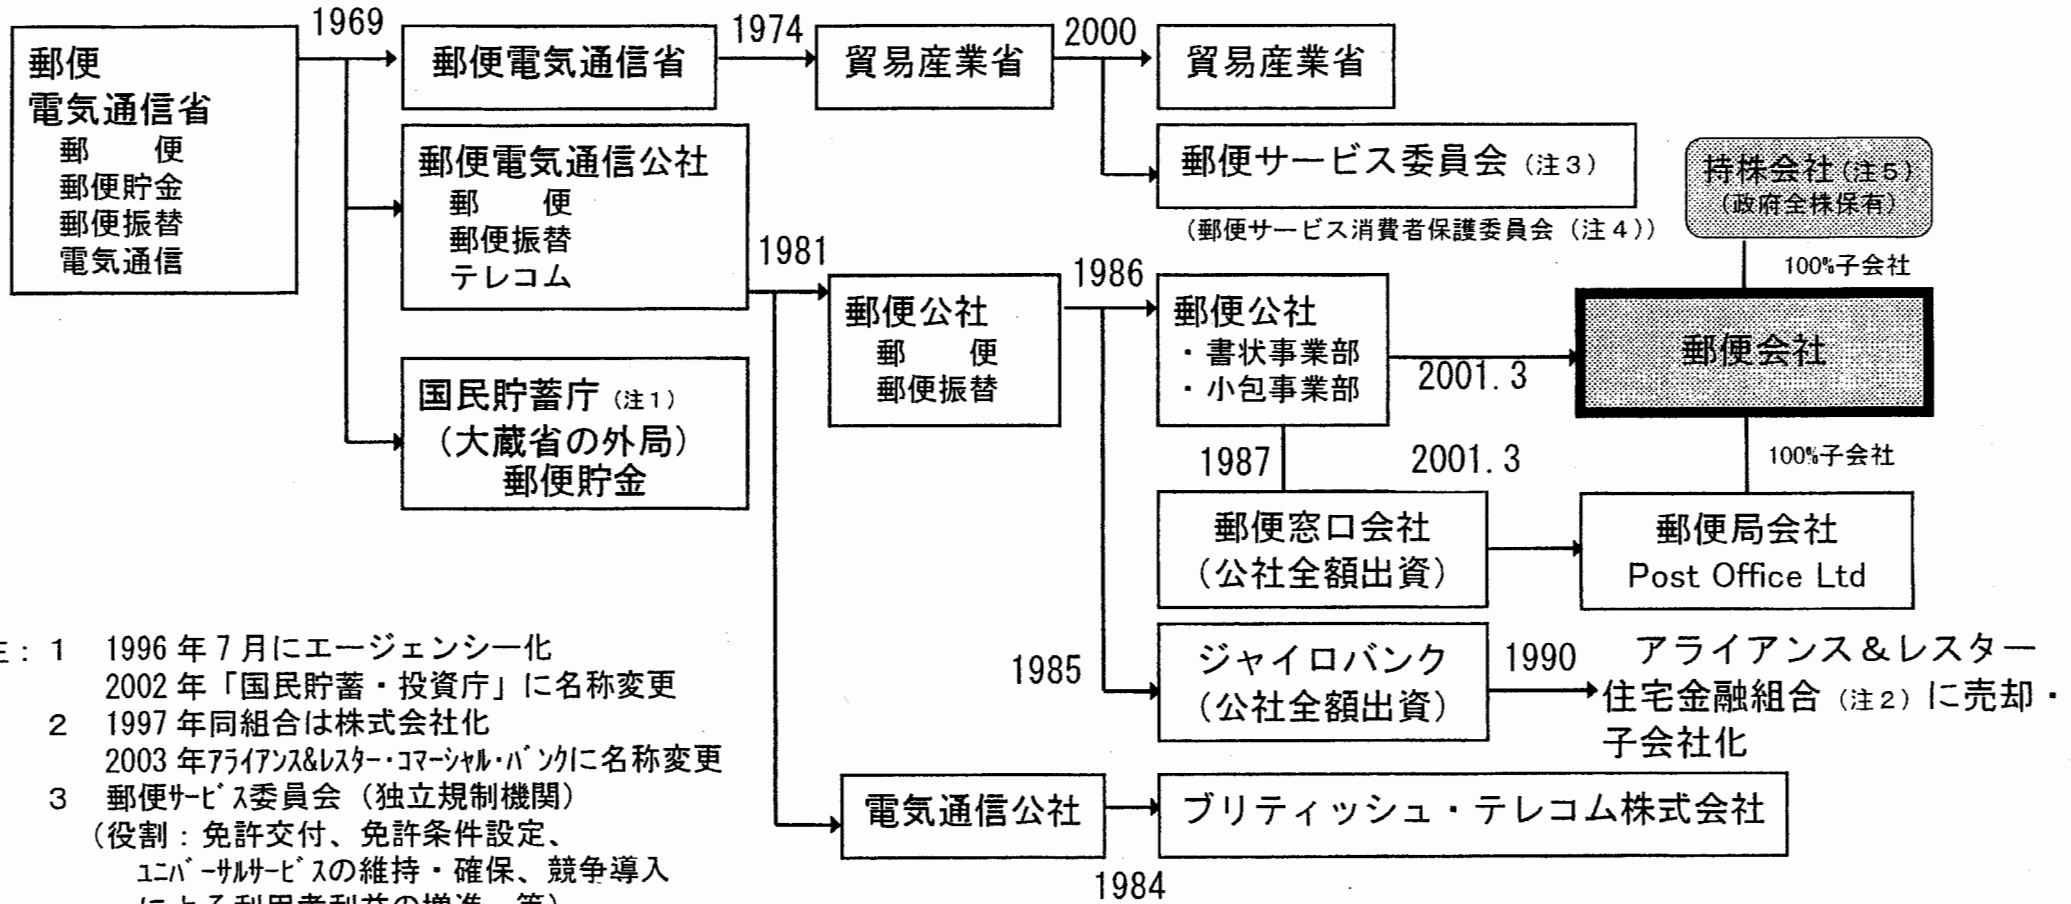 1969
1974
2000
郵便
電気通信省
郵　　便
郵便貯金
郵便振替
電気通信
郵便電気通信省
貿易産業省
貿易産業省
郵便電気通信公社
郵　　便
郵便振替
テレコム
郵便サービス委員会（注３）
（郵便サービス消費者保護委員会（注４））
持株会社（注５）
（政府全株保有）
100%子会社
国民貯蓄庁（注１）
（大蔵省の外局）
郵便貯金
1981
郵便公社
郵　　便
郵便振替
1986
郵便公社
・書状事業部
・小包事業部
2001.3
郵便会社
1987
2001.3
100%子会社
郵便窓口会社
（公社全額出資）
郵便局会社
Post Office Ltd
1985
ジャイロバンク
（公社全額出資）
1990
アライアンス＆レスター
住宅金融組合（注２）に売却・
子会社化
電気通信公社
ブリティッシュ・テレコム株式会社
1984
：１　1996年7月にエージェンシー化
2002年「国民貯蓄・投資庁」に名称変更
２　1997年同組合は株式会社化
2003年ｱﾗｲｱﾝｽ&ﾚｽﾀｰ･ｺﾏｰｼｬﾙ･ﾊﾞﾝｸに名称変更
３　郵便ｻｰﾋﾞｽ委員会（独立規制機関）
（役割：免許交付、免許条件設定、
ﾕﾆﾊﾞｰｻﾙｻｰﾋﾞｽの維持・確保、競争導入
による利用者利益の増進、等）